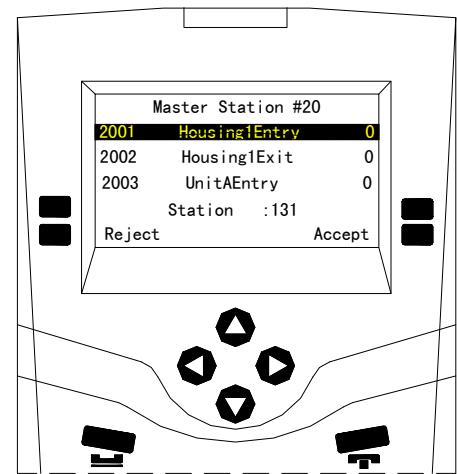 Master Station #20
2001 Housing1Entry 0
2002 Housing1Exit 0
2003 UnitAEntry 0
Station :131
Reject Accept